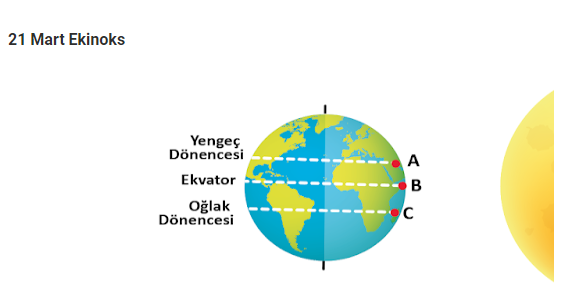 21 Mart Ekinoks
Yengeç
Dönencesi
A
Ekvator
B
Oğlak
Dönencesi
C